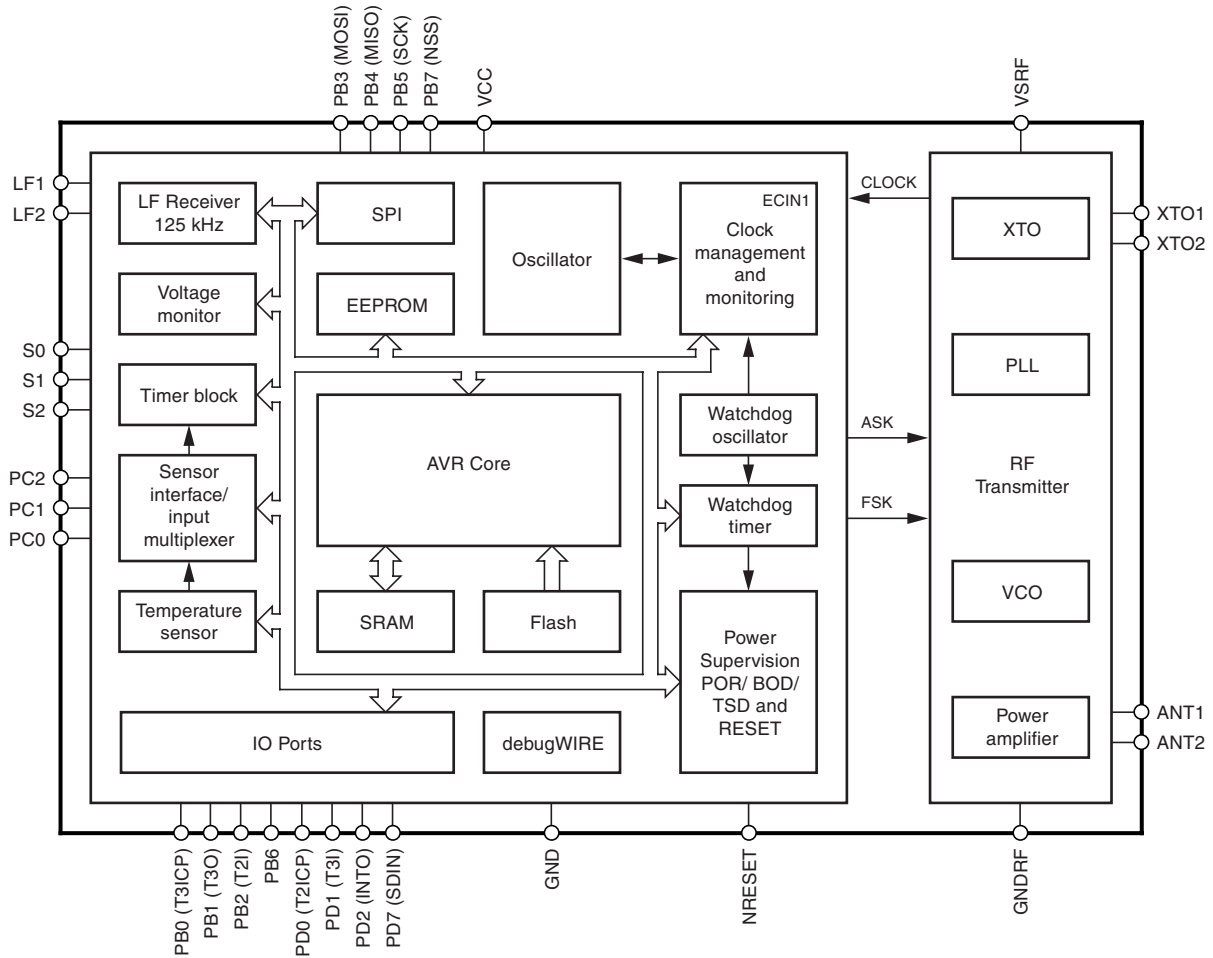 PB3 (MOSI)
PB4 (MISO)
PB5 (SCK)
PB7 (NSS)
VCC
VSRF
LF1
LF2
S0
S1
S2
PC2
PC1
PC0
LF Receiver
125 kHz
SPI
Oscillator
ECIN1
Clock
management
and
monitoring
Voltage
monitor
EEPROM
Timer block
AVR Core
Watchdog
oscillator
Sensor
interface/
input
multiplexer
Watchdog
timer
Temperature
sensor
SRAM
Flash
Power
Supervision
POR/ BOD/
TSD and
RESET
IO Ports
debugWIRE
CLOCK
ASK
FSK
XTO
PLL
RF
Transmitter
VCO
Power
amplifier
XTO1
XTO2
ANT1
ANT2
PB0 (T3ICP)
PB1 (T3O)
PB2 (T2I)
PB6
PD0 (T2ICP)
PD1 (T3I)
PD2 (INTO)
PD7 (SDIN)
GND
NRESET
GNDRF